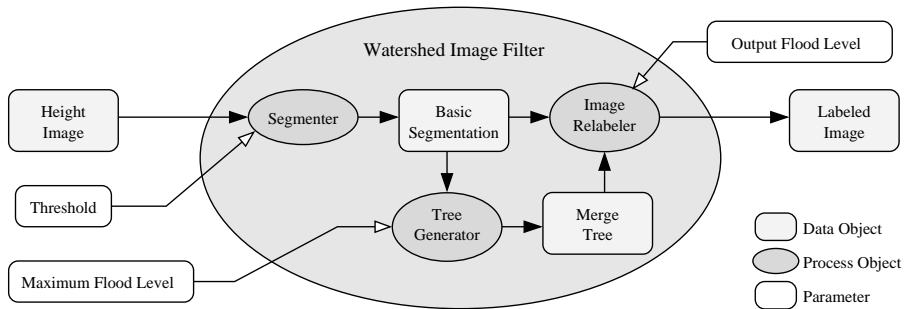 Watershed Image Filter
Output Flood Level
Height
Image
Segmenter
Basic
Segmentation
Image
Relabeler
Labeled
Image
Threshold
Tree
Generator
Merge
Tree
Maximum Flood Level
Data Object
Process Object
Parameter